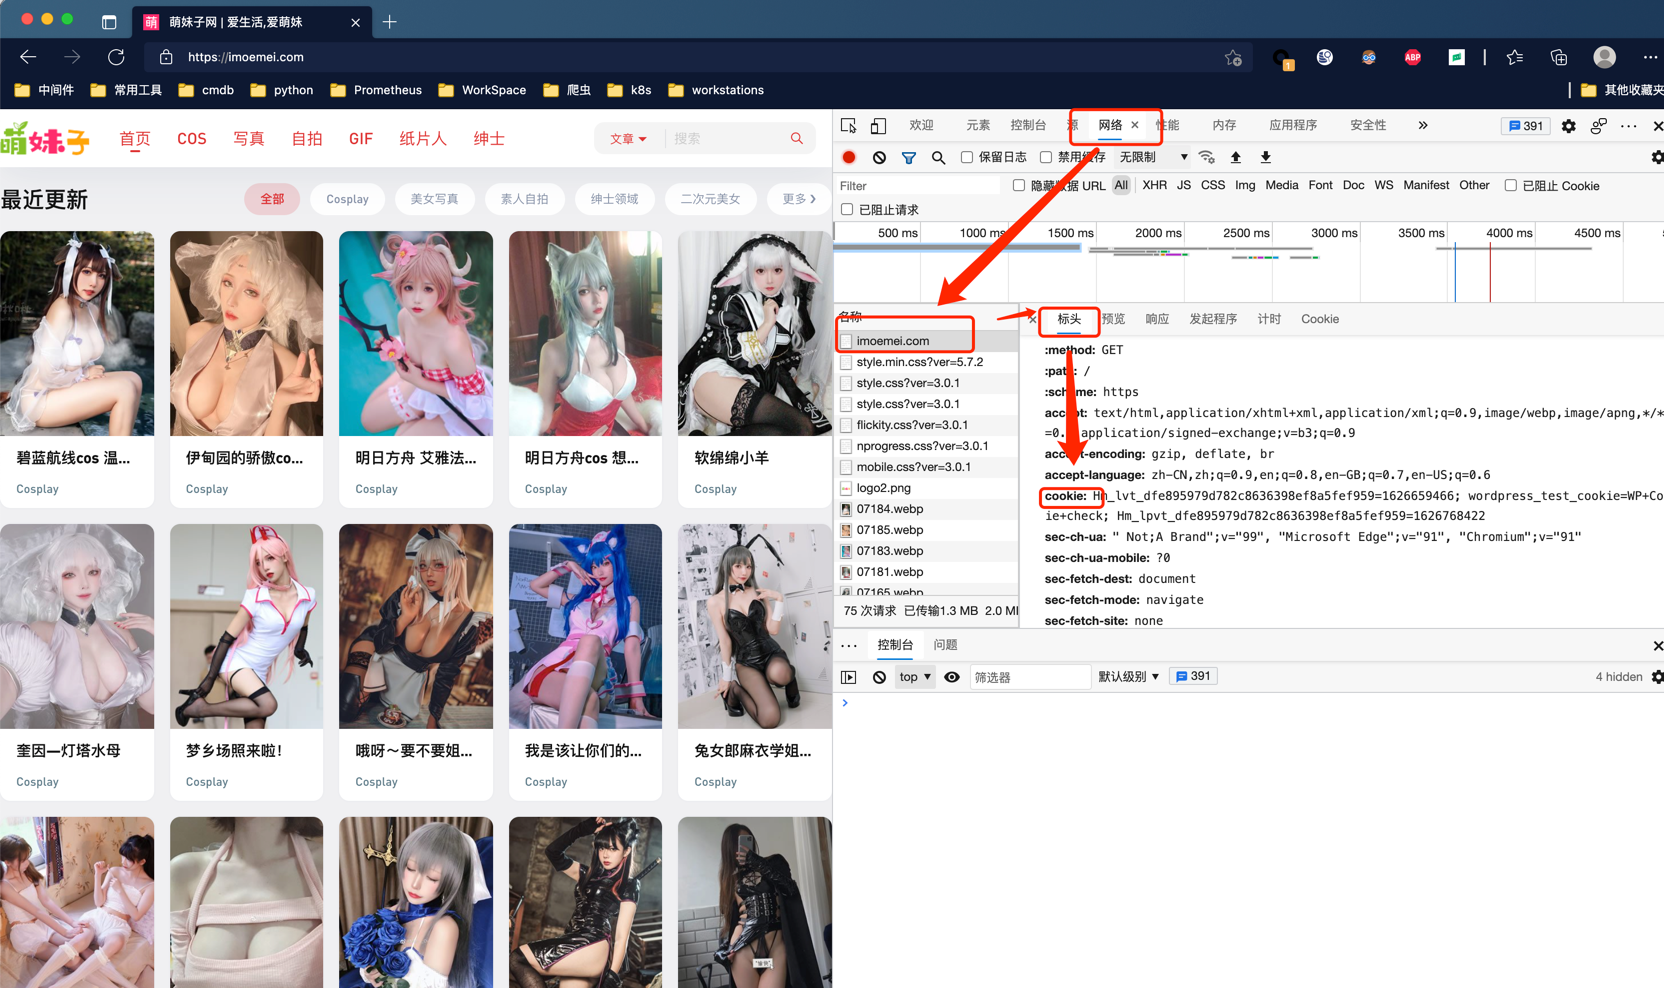 萌 萌妹子网 | 爱生活,爱萌妹
https://imoemei.com
1
ABP
中间件 常用工具 cmdb python Prometheus WorkSpace 爬虫 k8s workstations 其他收藏夹
萌妹子 首页 COS 写真 自拍 GIF 纸片人 绅士 文章 搜索
最近更新 全部 Cosplay 美女写真 素人自拍 绅士领域 二次元美女 更多
碧蓝航线cos 温... 伊甸园的骄傲co... 明日方舟 艾雅法... 明日方舟cos 想... 软绵绵小羊
Cosplay Cosplay Cosplay Cosplay Cosplay
奎因—灯塔水母 梦乡场照来啦! 哦呀～要不要姐... 我是该让你们的... 兔女郎麻衣学姐...
Cosplay Cosplay Cosplay Cosplay Cosplay
欢迎 元素 控制台 源 网络 性能 内存 应用程序 安全性 391
保留日志 禁用缓存 无限制
Filter 隐藏数据 URL All XHR JS CSS Img Media Font Doc WS Manifest Other 已阻止 Cookie
已阻止请求
500 ms 1000 ms 1500 ms 2000 ms 2500 ms 3000 ms 3500 ms 4000 ms 4500 ms
名称
imoemei.com
style.min.css?ver=5.7.2
style.css?ver=3.0.1
style.css?ver=3.0.1
flickity.css?ver=3.0.1
nprogress.css?ver=3.0.1
mobile.css?ver=3.0.1
logo2.png
07184.webp
07185.webp
07183.webp
07181.webp
07165.webp
75 次请求 已传输1.3 MB 2.0 M
标头 预览 响应 发起程序 计时 Cookie
:method: GET
:path: /
:scheme: https
accept: text/html,application/xhtml+xml,application/xml;q=0.9,image/webp,image/apng,*/*
=0. application/signed-exchange;v=b3;q=0.9
accept-encoding: gzip, deflate, br
accept-language: zh-CN,zh;q=0.9,en;q=0.8,en-GB;q=0.7,en-US;q=0.6
cookie: Hm_lvt_dfe895979d782c8636398ef8a5fef959=1626659466; wordpress_test_cookie=WP+Co
ie+check; Hm_lpvt_dfe895979d782c8636398ef8a5fef959=1626768422
sec-ch-ua: " Not;A Brand";v="99", "Microsoft Edge";v="91", "Chromium";v="91"
sec-ch-ua-mobile: ?0
sec-fetch-dest: document
sec-fetch-mode: navigate
sec-fetch-site: none
控制台 问题
top 筛选器 默认级别 391 4 hidden